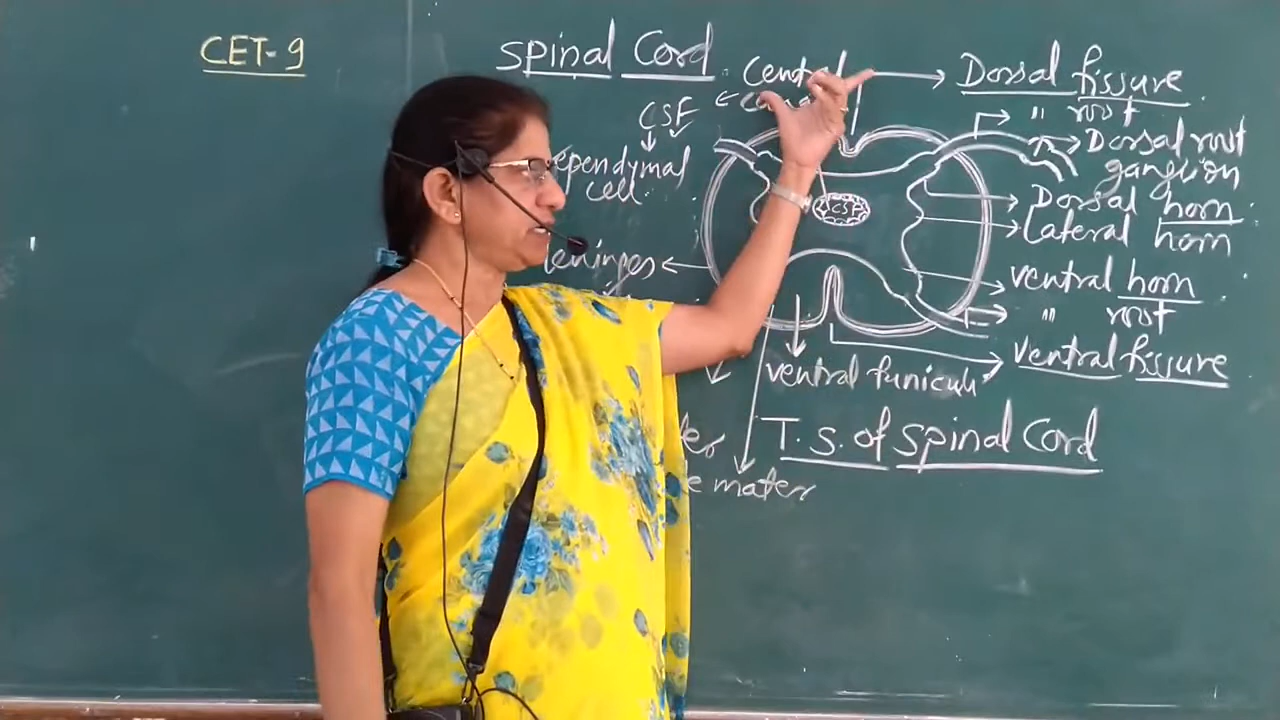 CET-9
Spinal Cord
Central
CSF
ependymal
cell
CSF
Dorsal fissure
" root
Dorsal root
ganglion
Dorsal horn
Lateral horn
ventral horn
" root
ventral fissure
ventral funiculi
T.S. of Spinal Cord
mater